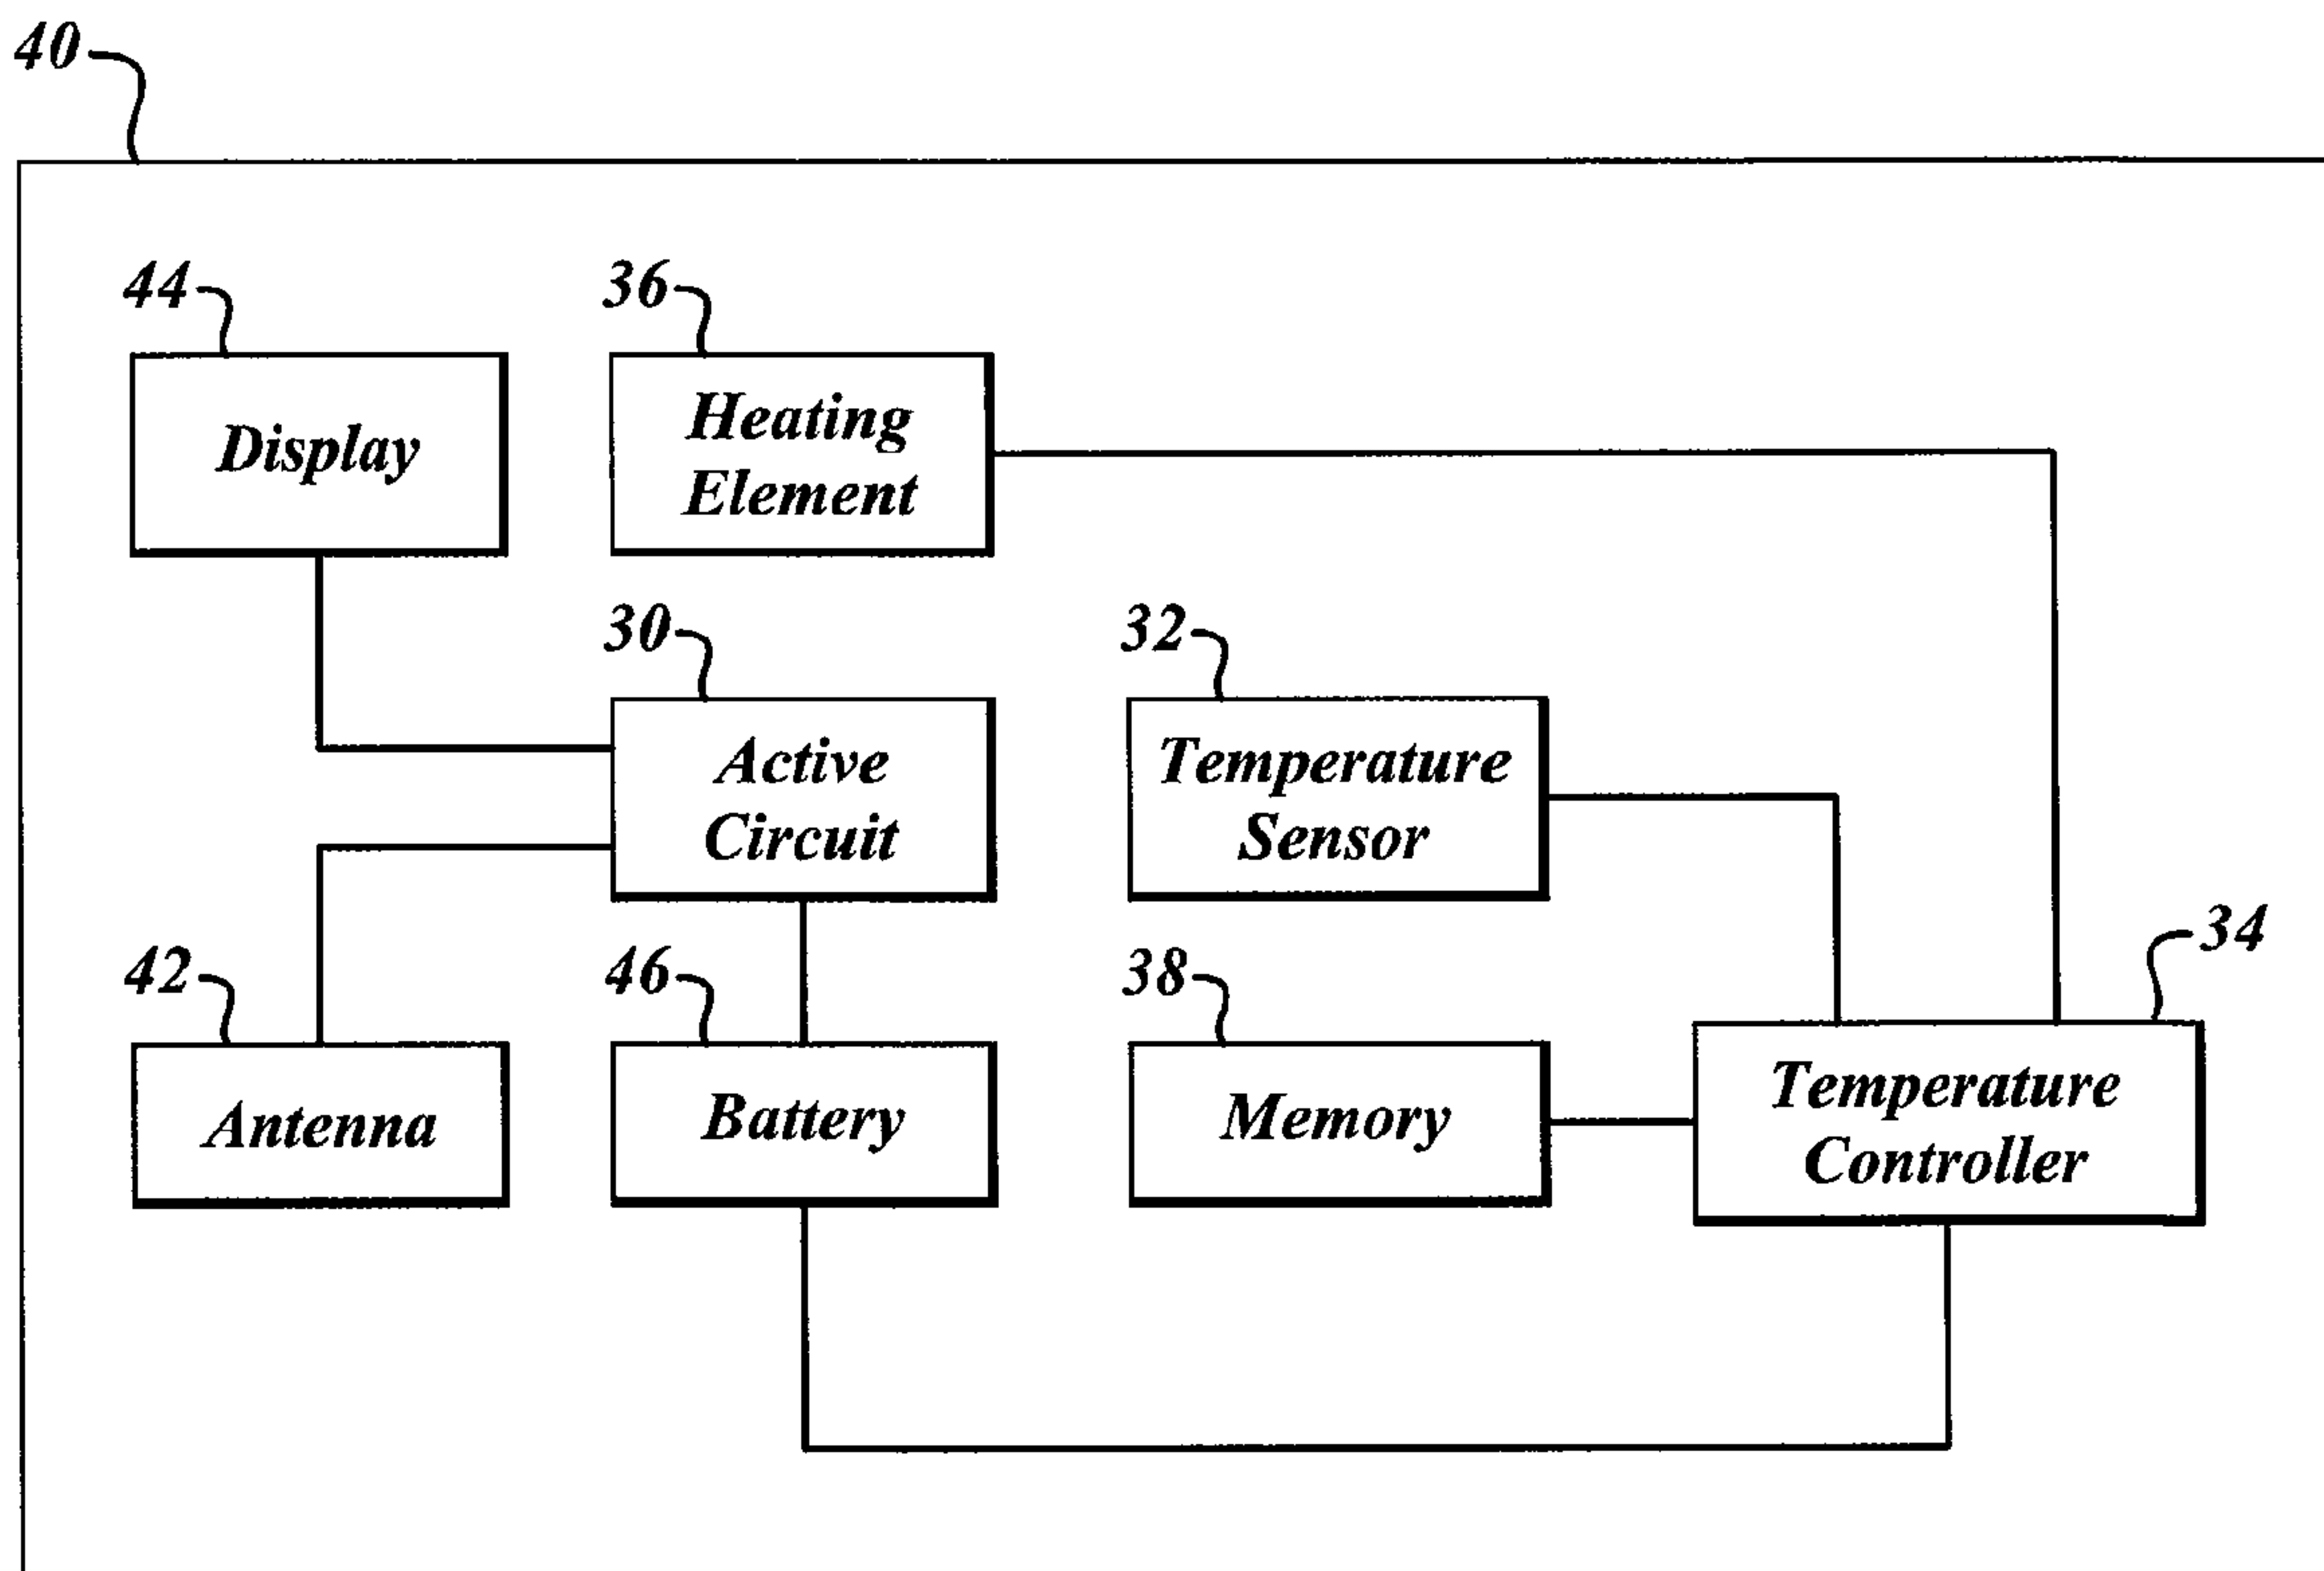 40
44
36
Display
Heating
Element
30
32
Active
Circuit
Temperature
Sensor
34
42
46
38
Antenna
Battery
Memory
Temperature
Controller